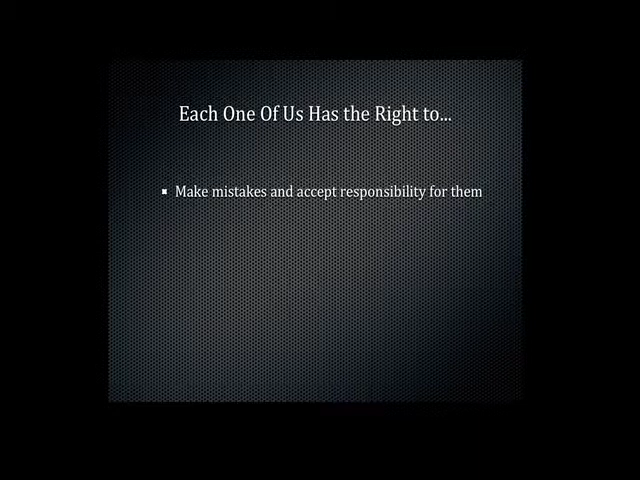 Each One Of Us Has the Right to...
Make mistakes and accept responsibility for them